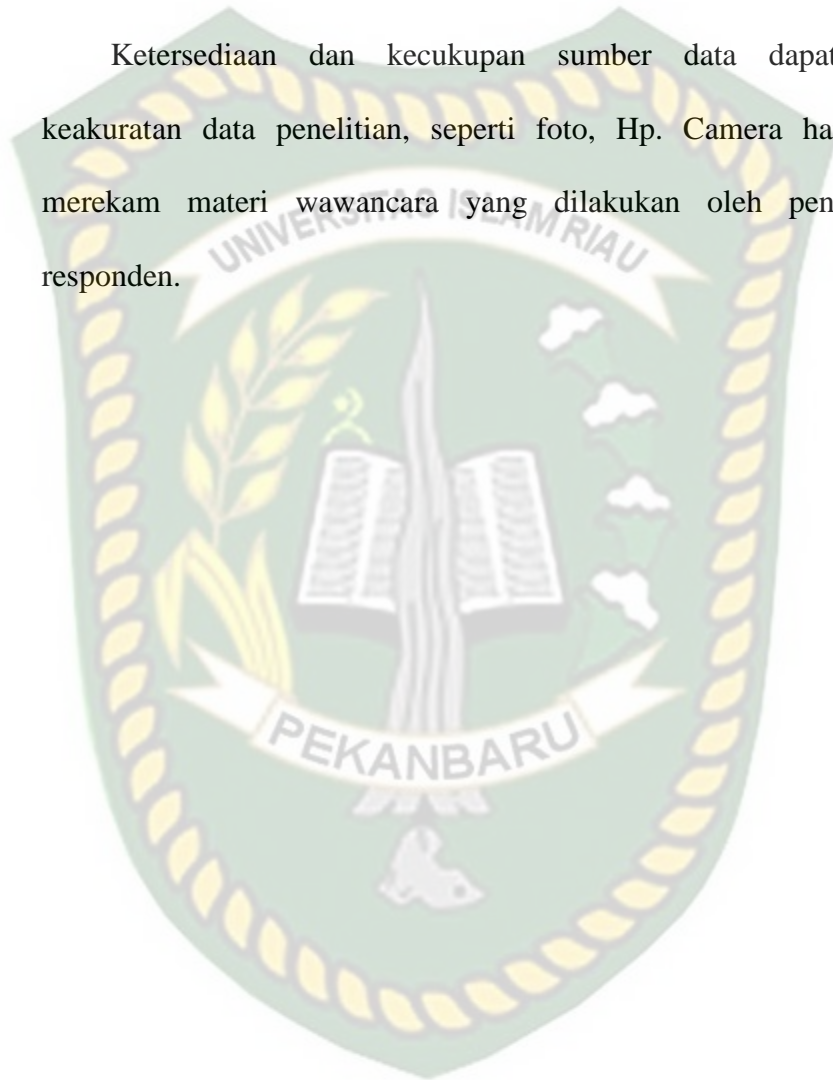 Ketersediaan dan kecukupan sumber data dapat
keakuratan data penelitian, seperti foto, Hp. Camera ha
merekam materi wawancara yang dilakukan oleh pen
responden.
UNIVERSITAS ISLAM RIAU
PEKANBARU